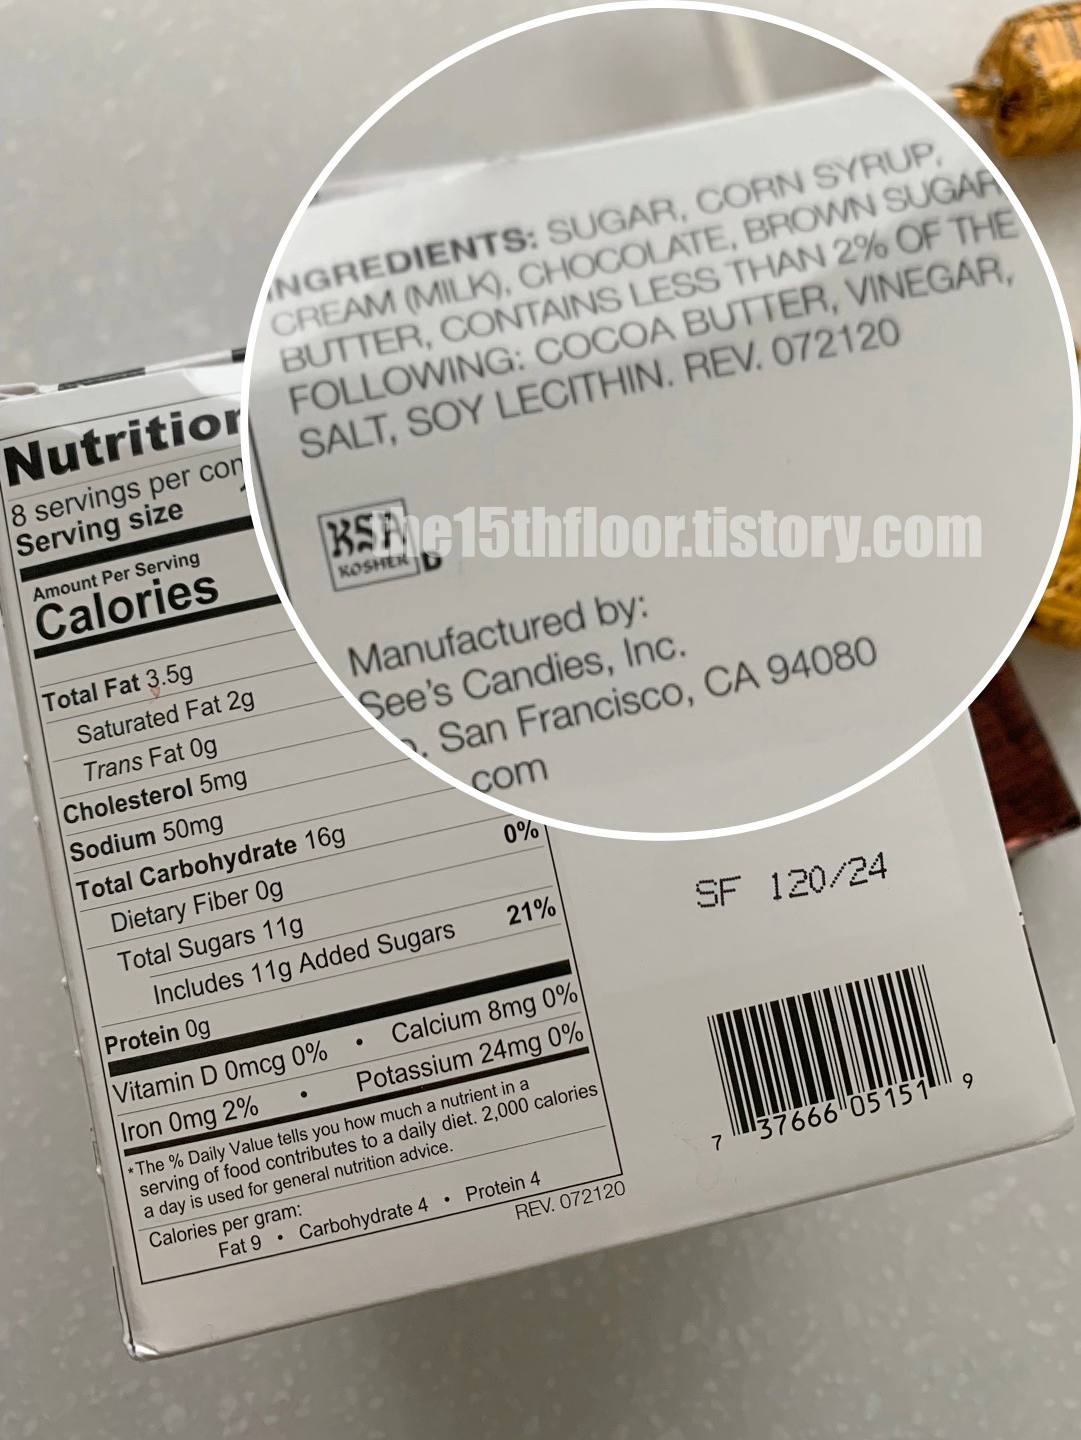 INGREDIENTS: SUGAR, CORN SYRUP,
CREAM (MILK), CHOCOLATE, BROWN SUGAR
BUTTER, CONTAINS LESS THAN 2% OF THE
FOLLOWING: COCOA BUTTER, VINEGAR,
SALT, SOY LECITHIN. REV. 072120
KSA
KOSHER D
the15thfloor.tistory.com
Manufactured by:
See's Candies, Inc.
San Francisco, CA 94080
.com
Nutrition
8 servings per con
Serving size
Amount Per Serving
Calories
Total Fat 3.5g
Saturated Fat 2g
Trans Fat 0g
Cholesterol 5mg
Sodium 50mg
Total Carbohydrate 16g
Dietary Fiber 0g 0%
Total Sugars 11g
Includes 11g Added Sugars 21%
Protein 0g
Vitamin D 0mcg 0% • Calcium 8mg 0%
Iron 0mg 2% • Potassium 24mg 0%
*The % Daily Value tells you how much a nutrient in a
serving of food contributes to a daily diet. 2,000 calories
a day is used for general nutrition advice.
Calories per gram:
Fat 9 • Carbohydrate 4 • Protein 4
REV. 072120
SF 120/24
7 37666 05151 9